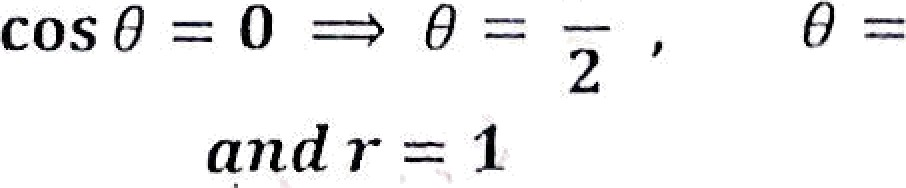 cos θ = 0 ⟹ θ = — / 2 , θ =
and r = 1